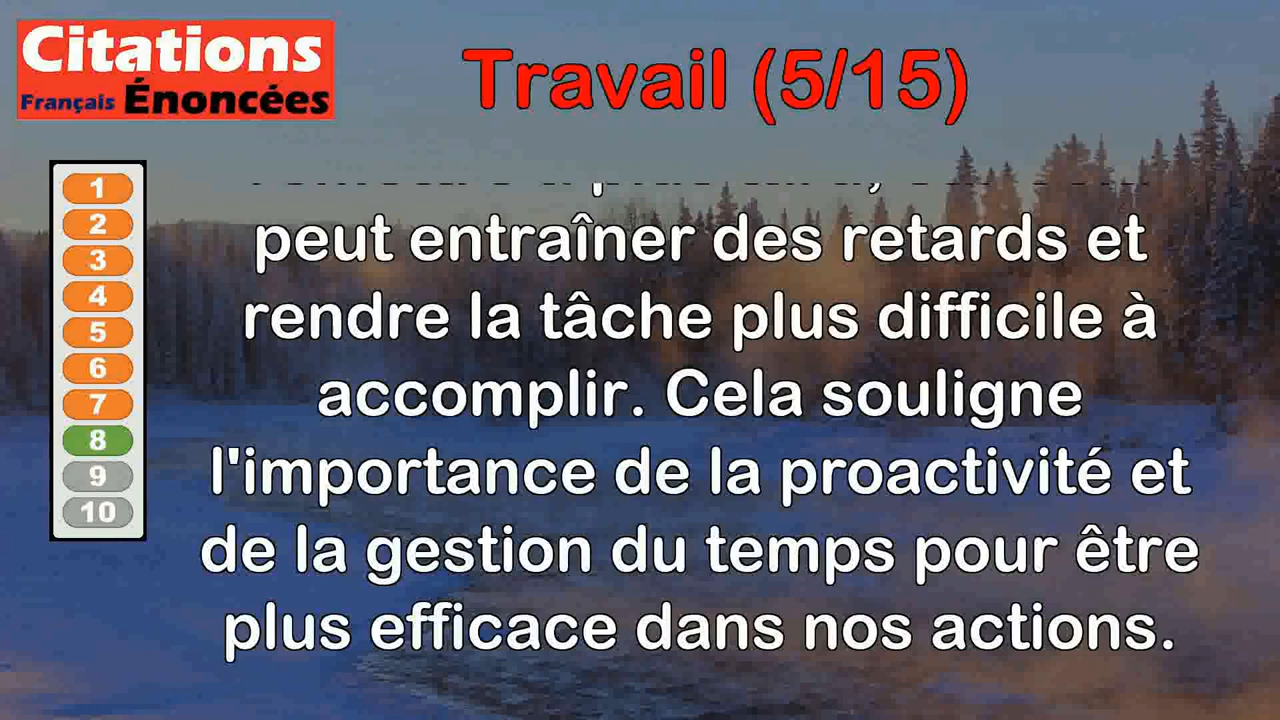 Citations
Français Énoncées
Travail (5/15)
1
2
3
4
5
6
7
8
9
10
peut entraîner des retards et
rendre la tâche plus difficile à
accomplir. Cela souligne
l'importance de la proactivité et
de la gestion du temps pour être
plus efficace dans nos actions.